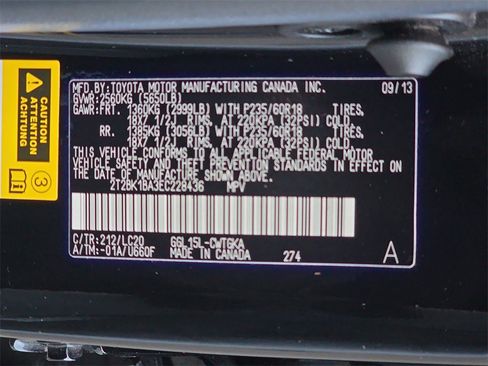 MFD.BY:TOYOTA MOTOR MANUFACTURING CANADA INC. 09/13
GVWR:2560KG (5650LB)
GAWR:FRT. 1360KG (2999LB) WITH P235/60R18 TIRES,
18X7 1/2J RIMS, AT 220KPA (32PSI) COLD.
RR. 1385KG (3056LB) WITH P235/60R18 TIRES,
18X7 1/2J RIMS, AT 220KPA (32PSI) COLD.
THIS VEHICLE CONFORMS TO ALL APPLICABLE FEDERAL MOTOR
VEHICLE SAFETY AND THEFT PREVENTION STANDARDS IN EFFECT ON
THE DATE OF MANUFACTURE SHOWN ABOVE.
2T2BK1BA3EC228436 MPV
C/TR:212/LC20 GGL15L-CWTGKA
A/TM:-01A/U660F MADE IN CANADA 274 A
3